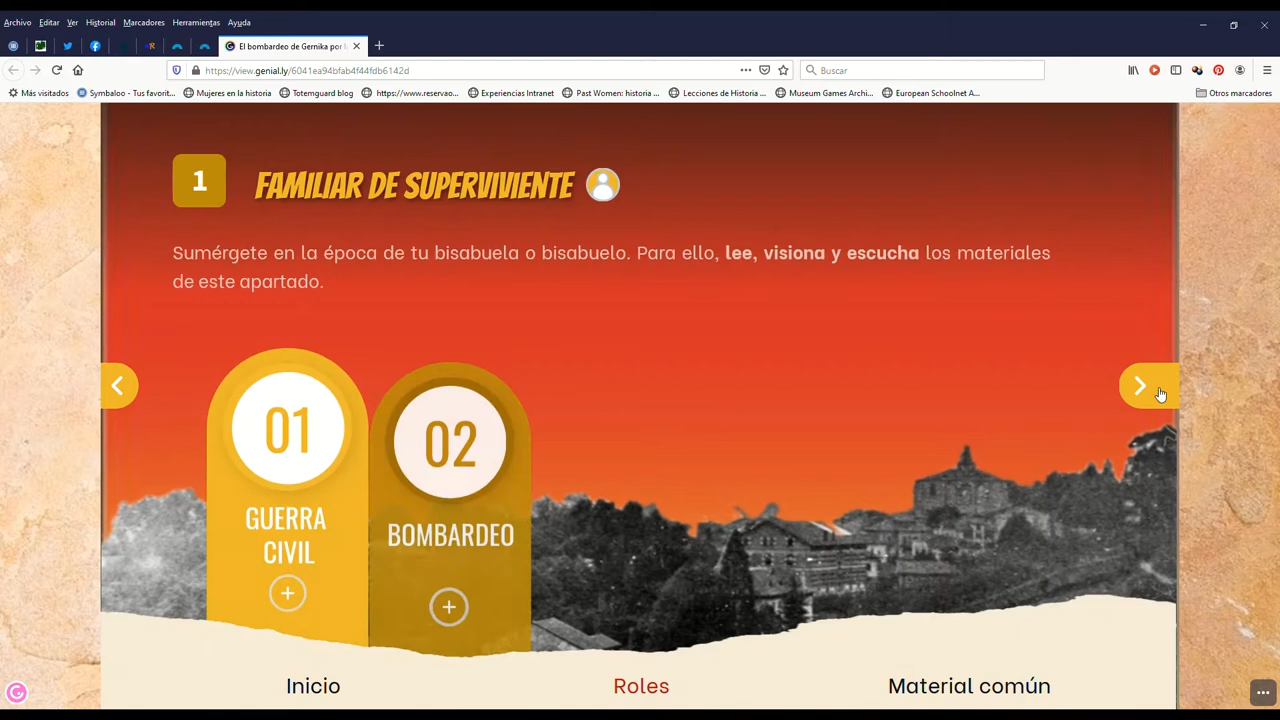 Archivo Editar Ver Historial Marcadores Herramientas Ayuda
El bombardeo de Gernika por l
https://view.genial.ly/6041ea94bfab4f44fdb6142d
Buscar
Más visitados Symbaloo - Tus favorit... Mujeres en la historia Totemguard blog https://www.reservao... Experiencias Intranet Past Women: historia ... Lecciones de Historia ... Museum Games Archi... European Schoolnet A... Otros marcadores
1 FAMILIAR DE SUPERVIVIENTE
Sumérgete en la época de tu bisabuela o bisabuelo. Para ello, lee, visiona y escucha los materiales
de este apartado.
01
GUERRA
CIVIL
02
BOMBARDEO
Inicio Roles Material común